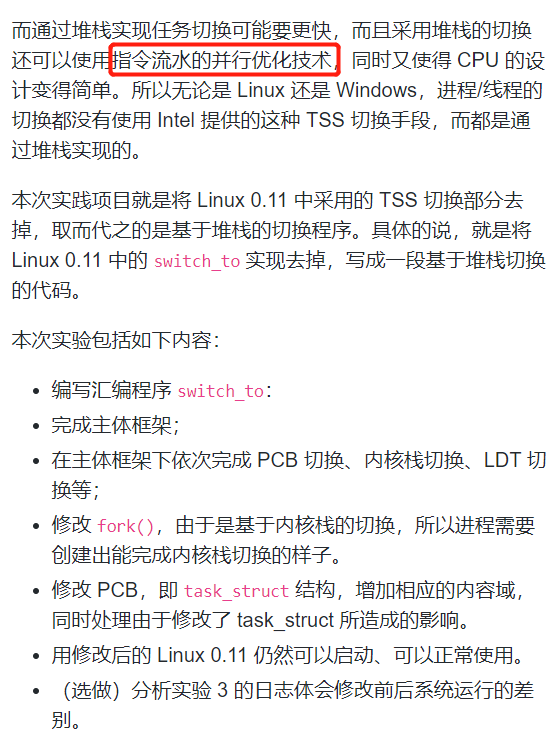 而通过堆栈实现任务切换可能要更快，而且采用堆栈的切换
还可以使用指令流水的并行优化技术，同时又使得 CPU 的设
计变得简单。所以无论是 Linux 还是 Windows，进程/线程的
切换都没有使用 Intel 提供的这种 TSS 切换手段，而都是通
过堆栈实现的。
本次实践项目就是将 Linux 0.11 中采用的 TSS 切换部分去
掉，取而代之的是基于堆栈的切换程序。具体的说，就是将
Linux 0.11 中的 switch_to 实现去掉，写成一段基于堆栈切换
的代码。
本次实验包括如下内容：
• 编写汇编程序 switch_to：
• 完成主体框架；
• 在主体框架下依次完成 PCB 切换、内核栈切换、LDT 切
换等；
• 修改 fork()，由于是基于内核栈的切换，所以进程需要
创建出能完成内核栈切换的样子。
• 修改 PCB，即 task_struct 结构，增加相应的内容域，
同时处理由于修改了 task_struct 所造成的影响。
• 用修改后的 Linux 0.11 仍然可以启动、可以正常使用。
• （选做）分析实验 3 的日志体会修改前后系统运行的差
别。